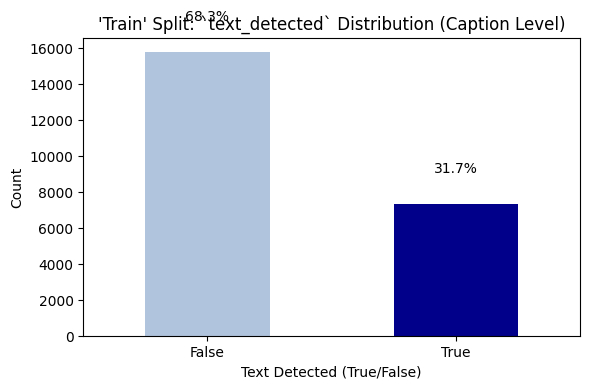 'Train' Split: `text_detected` Distribution (Caption Level)
68.3%
16000
14000
12000
10000
8000
6000
4000
2000
0
Count
31.7%
False
True
Text Detected (True/False)